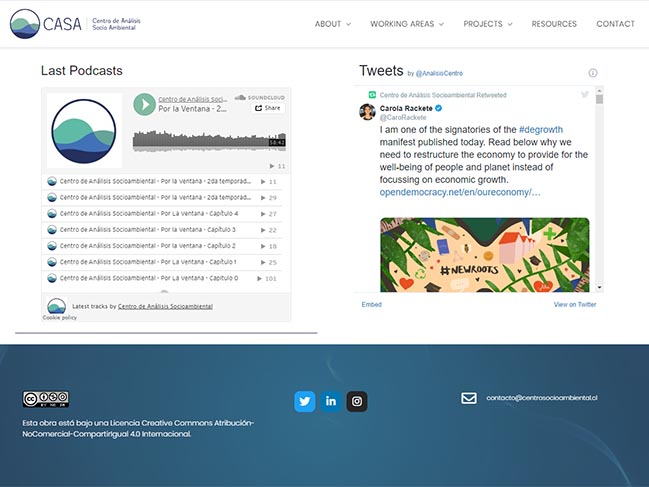 CASA
Centro de Análisis
Socio Ambiental
ABOUT
WORKING AREAS
PROJECTS
RESOURCES
CONTACT
Last Podcasts
Centro de Análisis Socioam...
SOUNDCLOUD
Por la Ventana - 2...
Share
58:42
11
Centro de Análisis Socioambiental - Por la Ventana - 2da temporad... 11
Centro de Análisis Socioambiental - Por la Ventana - 2da temporad... 29
Centro de Análisis Socioambiental - Por La Ventana - Capítulo 4 27
Centro de Análisis Socioambiental - Por la Ventana - Capítulo 3 22
Centro de Análisis Socioambiental - Por la Ventana - Capítulo 2 18
Centro de Análisis Socioambiental - Por La Ventana - Capítulo 1 25
Centro de Análisis Socioambiental - Por La Ventana - Capítulo 0 101
Latest tracks by Centro de Análisis Socioambiental
Cookie policy
Tweets by @AnalisisCentro
Centro de Análisis Socioambiental Retweeted
Carola Rackete
@CaroRackete
I am one of the signatories of the #degrowth
manifest published today. Read below why we
need to restructure the economy to provide for the
well-being of people and planet instead of
focussing on economic growth.
opendemocracy.net/en/oureconomy/…
#NEWROOTS
Embed
View on Twitter
CC
BY NC SA
Esta obra está bajo una Licencia Creative Commons Atribución-
NoComercial-CompartirIgual 4.0 Internacional.
contacto@centrosocioambiental.cl